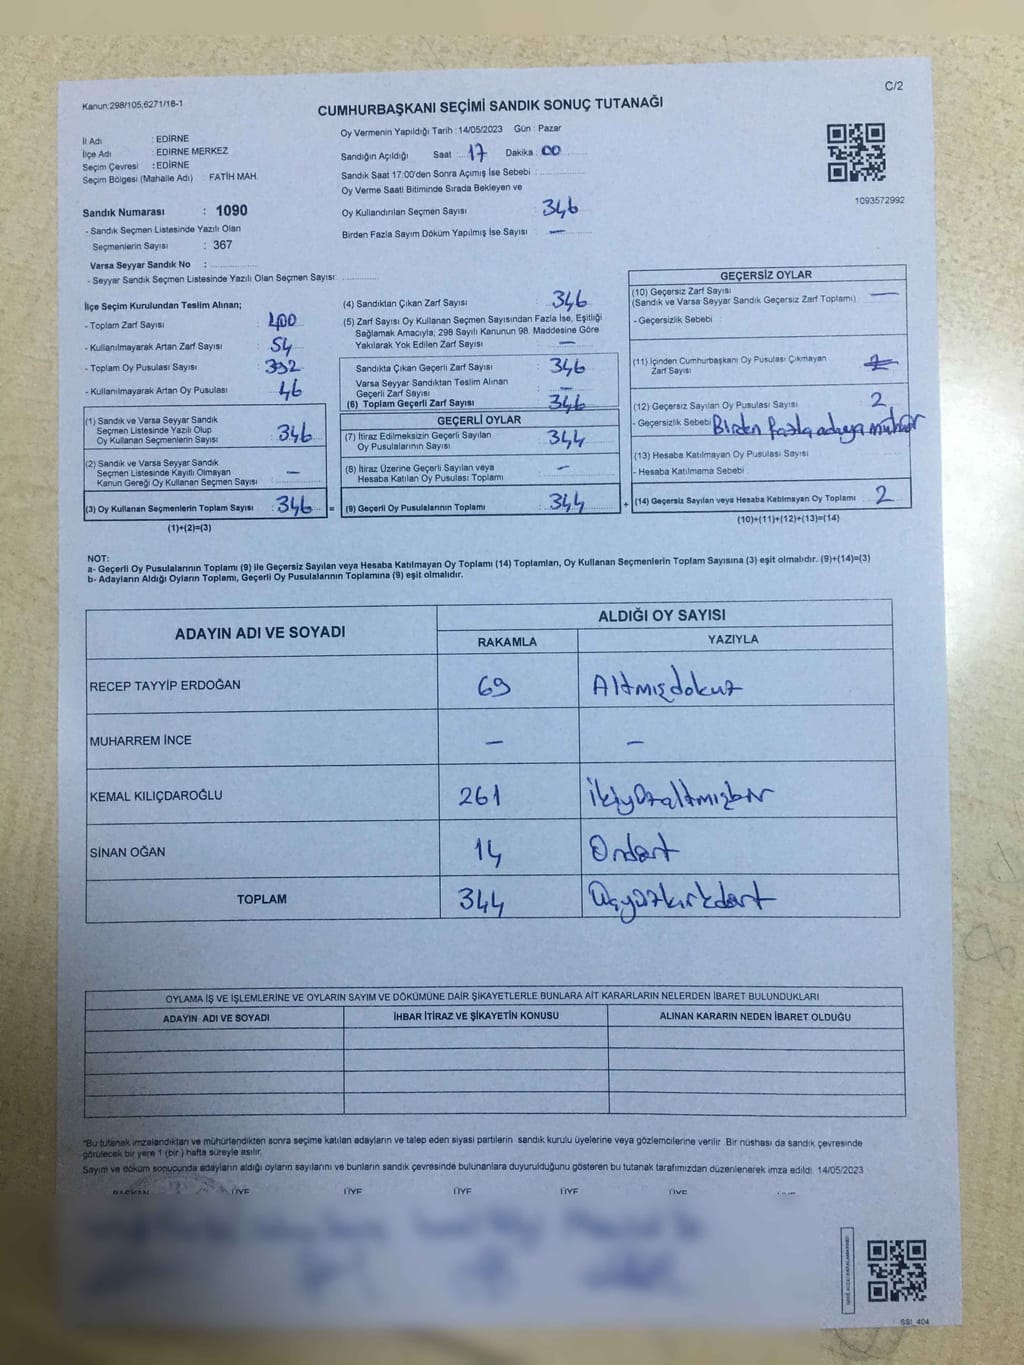 C/2
Kanun:298/105,6271/18-1
CUMHURBAŞKANI SEÇİMİ SANDIK SONUÇ TUTANAĞI
İl Adı : EDİRNE
İlçe Adı : EDİRNE MERKEZ
Seçim Çevresi : EDİRNE
Seçim Bölgesi (Mahalle Adı) : FATİH MAH.
Sandık Numarası : 1090
- Sandık Seçmen Listesinde Yazılı Olan
Seçmenlerin Sayısı : 367
Varsa Seyyar Sandık No :
- Seyyar Sandık Seçmen Listesinde Yazılı Olan Seçmen Sayısı:
Oy Vermenin Yapıldığı Tarih : 14/05/2023 Gün : Pazar
Sandığın Açıldığı Saat : 17 Dakika : 00
Sandık Saat 17:00'den Sonra Açımış İse Sebebi :
Oy Verme Saati Bitiminde Sırada Bekleyen ve
Oy Kullandırılan Seçmen Sayısı : 346
Birden Fazla Sayım Döküm Yapılmış İse Sayısı : —
1093572992
İlçe Seçim Kurulundan Teslim Alınan;
- Toplam Zarf Sayısı : 400
- Kullanılmayarak Artan Zarf Sayısı : 54
- Toplam Oy Pusulası Sayısı : 392
- Kullanılmayarak Artan Oy Pusulası : 46
(1) Sandık ve Varsa Seyyar Sandık
Seçmen Listesinde Yazılı Olup
Oy Kullanan Seçmenlerin Sayısı : 346
(2) Sandık ve Varsa Seyyar Sandık
Seçmen Listesinde Kayıtlı Olmayan
Kanun Gereği Oy Kullanan Seçmen Sayısı : —
(3) Oy Kullanan Seçmenlerin Toplam Sayısı : 346 =
(1)+(2)=(3)
(4) Sandıktan Çıkan Zarf Sayısı : 346
(5) Zarf Sayısı Oy Kullanan Seçmen Sayısından Fazla İse, Eşitliği
Sağlamak Amacıyla; 298 Sayılı Kanunun 98. Maddesine Göre
Yakılarak Yok Edilen Zarf Sayısı : —
Sandıkta Çıkan Geçerli Zarf Sayısı : 346
Varsa Seyyar Sandıktan Teslim Alınan
Geçerli Zarf Sayısı : —
(6) Toplam Geçerli Zarf Sayısı : 346
GEÇERLİ OYLAR
(7) İtiraz Edilmeksizin Geçerli Sayılan
Oy Pusulalarının Sayısı : 344
(8) İtiraz Üzerine Geçerli Sayılan veya
Hesaba Katılan Oy Pusulası Toplamı : —
(9) Geçerli Oy Pusulalarının Toplamı : 344 +
GEÇERSİZ OYLAR
(10) Geçersiz Zarf Sayısı
(Sandık ve Varsa Seyyar Sandık Geçersiz Zarf Toplamı) : —
- Geçersizlik Sebebi
(11) İçinden Cumhurbaşkanı Oy Pusulası Çıkmayan
Zarf Sayısı
(12) Geçersiz Sayılan Oy Pusulası Sayısı : 2
- Geçersizlik Sebebi Birden fazla adaya mühür
(13) Hesaba Katılmayan Oy Pusulası Sayısı
- Hesaba Katılmama Sebebi
(14) Geçersiz Sayılan veya Hesaba Katılmayan Oy Toplamı : 2
(10)+(11)+(12)+(13)=(14)
NOT:
a- Geçerli Oy Pusulalarının Toplamı (9) ile Geçersiz Sayılan veya Hesaba Katılmayan Oy Toplamı (14) Toplamları, Oy Kullanan Seçmenlerin Toplam Sayısına (3) eşit olmalıdır. (9)+(14)=(3)
b- Adayların Aldığı Oyların Toplamı, Geçerli Oy Pusulalarının Toplamına (9) eşit olmalıdır.
ADAYIN ADI VE SOYADI
ALDIĞI OY SAYISI
RAKAMLA YAZIYLA
RECEP TAYYİP ERDOĞAN 69 Altmışdokuz
MUHARREM İNCE — —
KEMAL KILIÇDAROĞLU 261 İkiyüzaltmışbir
SİNAN OĞAN 14 Ondört
TOPLAM 344 Üçyüzkırkdört
OYLAMA İŞ VE İŞLEMLERİNE VE OYLARIN SAYIM VE DÖKÜMÜNE DAİR ŞİKAYETLERLE BUNLARA AİT KARARLARIN NELERDEN İBARET BULUNDUKLARI
ADAYIN ADI VE SOYADI İHBAR İTİRAZ VE ŞİKAYETİN KONUSU ALINAN KARARIN NEDEN İBARET OLDUĞU
*Bu tutanak imzalandıktan ve mühürlendikten sonra seçime katılan adayların ve talep eden siyasi partilerin sandık kurulu üyelerine veya gözlemcilerine verilir. Bir nüshası da sandık çevresinde
görülecek bir yere 1 (bir) hafta süreyle asılır.
Sayım ve döküm sonucunda adayların aldığı oyların sayılarını ve bunların sandık çevresinde bulunanlara duyurulduğunu gösteren bu tutanak tarafımızdan düzenlenerek imza edildi. 14/05/2023
BAŞKAN ÜYE ÜYE ÜYE ÜYE ÜYE